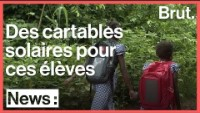 Brut.
Des cartables
solaires pour
ces élèves
News: